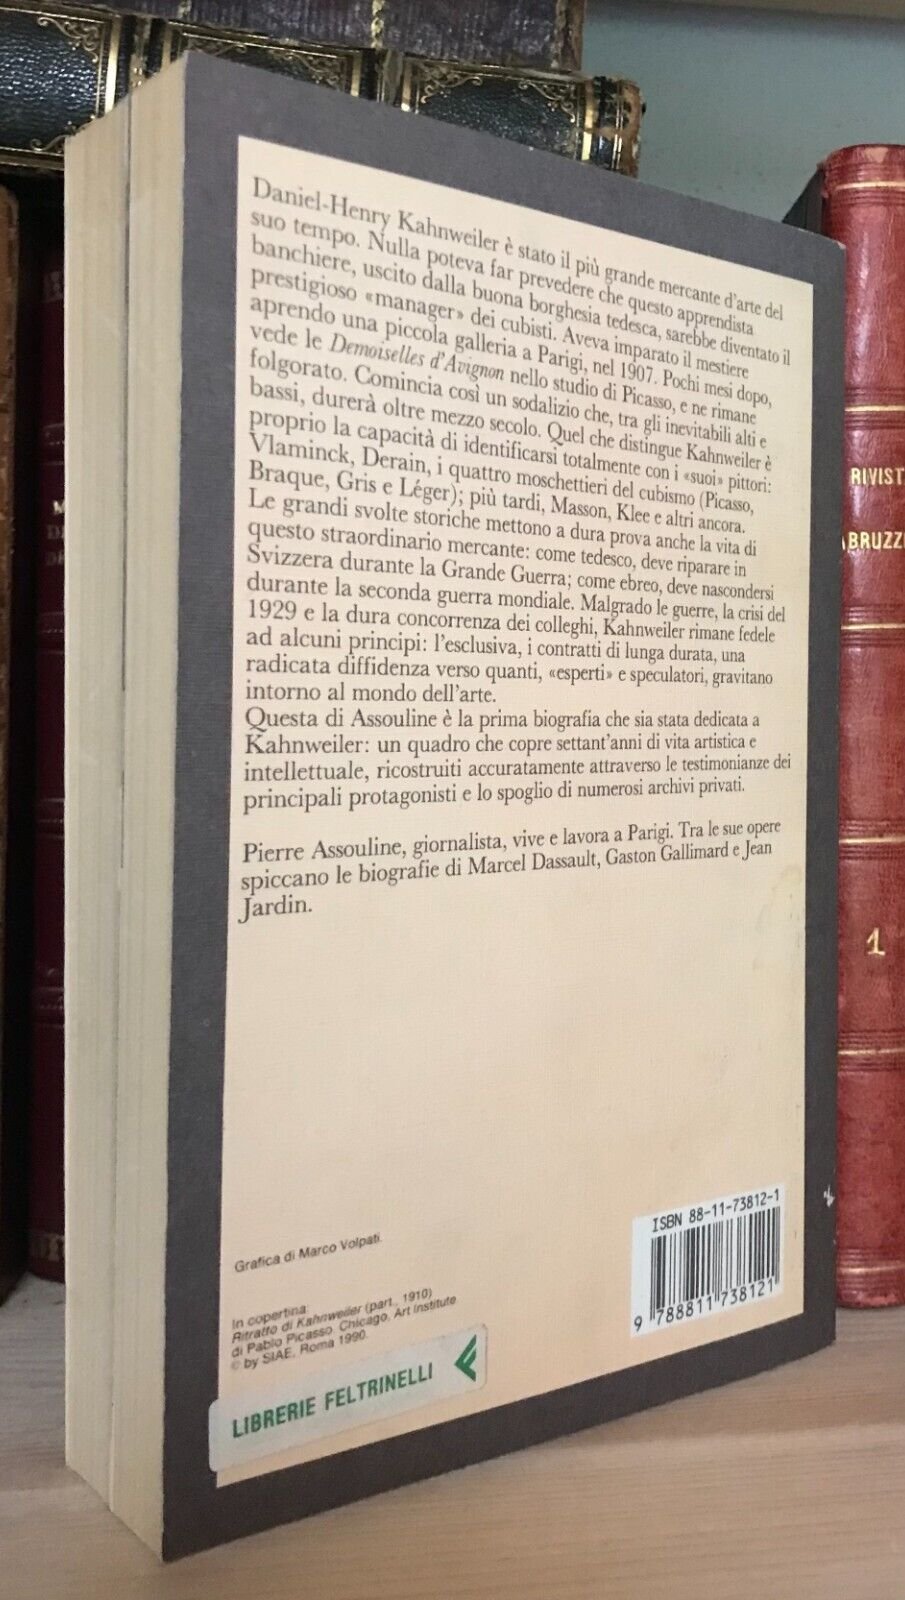 Daniel-Henry Kahnweiler è stato il più grande mercante d'arte del
suo tempo. Nulla poteva far prevedere che questo apprendista
banchiere, uscito dalla buona borghesia tedesca, sarebbe diventato il
prestigioso «manager» dei cubisti. Aveva imparato il mestiere
aprendo una piccola galleria a Parigi, nel 1907. Pochi mesi dopo,
vede le Demoiselles d'Avignon nello studio di Picasso, e ne rimane
folgorato. Comincia così un sodalizio che, tra gli inevitabili alti e
bassi, durerà oltre mezzo secolo. Quel che distingue Kahnweiler è
proprio la capacità di identificarsi totalmente con i «suoi» pittori:
Vlaminck, Derain, i quattro moschettieri del cubismo (Picasso,
Braque, Gris e Léger); più tardi, Masson, Klee e altri ancora.
Le grandi svolte storiche mettono a dura prova anche la vita di
questo straordinario mercante: come tedesco, deve riparare in
Svizzera durante la Grande Guerra; come ebreo, deve nascondersi
durante la seconda guerra mondiale. Malgrado le guerre, la crisi del
1929 e la dura concorrenza dei colleghi, Kahnweiler rimane fedele
ad alcuni principi: l'esclusiva, i contratti di lunga durata, una
radicata diffidenza verso quanti, «esperti» e speculatori, gravitano
intorno al mondo dell'arte.
Questa di Assouline è la prima biografia che sia stata dedicata a
Kahnweiler: un quadro che copre settant'anni di vita artistica e
intellettuale, ricostruiti accuratamente attraverso le testimonianze dei
principali protagonisti e lo spoglio di numerosi archivi privati.
Pierre Assouline, giornalista, vive e lavora a Parigi. Tra le sue opere
spiccano le biografie di Marcel Dassault, Gaston Gallimard e Jean
Jardin.
Grafica di Marco Volpati.
In copertina:
Ritratto di Kahnweiler (part., 1910)
di Pablo Picasso. Chicago, Art Institute
© by SIAE, Roma 1990.
LIBRERIE FELTRINELLI
ISBN 88-11-73812-1
9 788811 738121
1